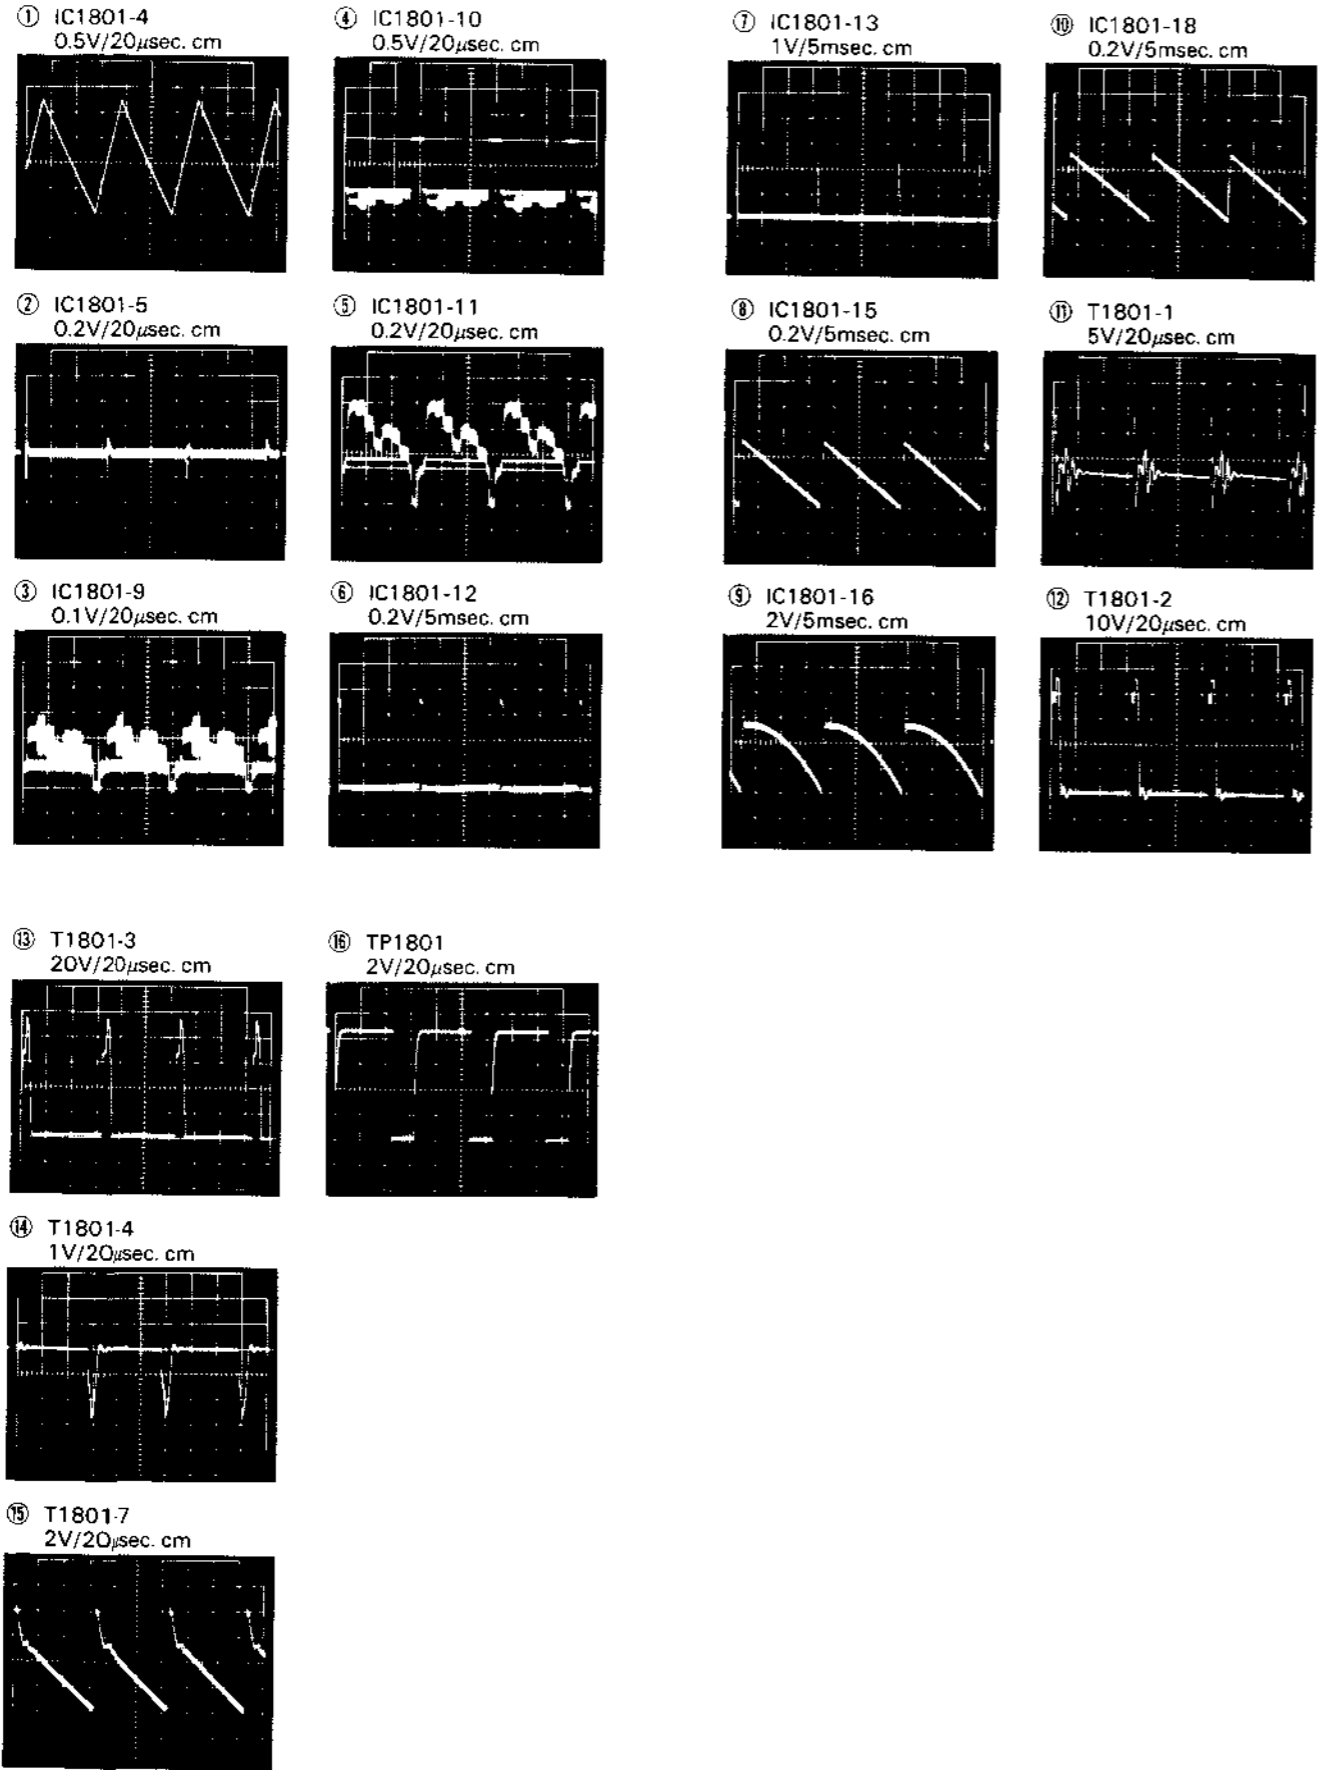 ① IC1801-4
0.5V/20μsec. cm
② IC1801-5
0.2V/20μsec. cm
③ IC1801-9
0.1V/20μsec. cm
④ IC1801-10
0.5V/20μsec. cm
⑤ IC1801-11
0.2V/20μsec. cm
⑥ IC1801-12
0.2V/5msec. cm
⑦ IC1801-13
1V/5msec. cm
⑧ IC1801-15
0.2V/5msec. cm
⑨ IC1801-16
2V/5msec. cm
⑩ IC1801-18
0.2V/5msec. cm
⑪ T1801-1
5V/20μsec. cm
⑫ T1801-2
10V/20μsec. cm
⑬ T1801-3
20V/20μsec. cm
⑭ T1801-4
1V/20μsec. cm
⑮ T1801-7
2V/20μsec. cm
⑯ TP1801
2V/20μsec. cm